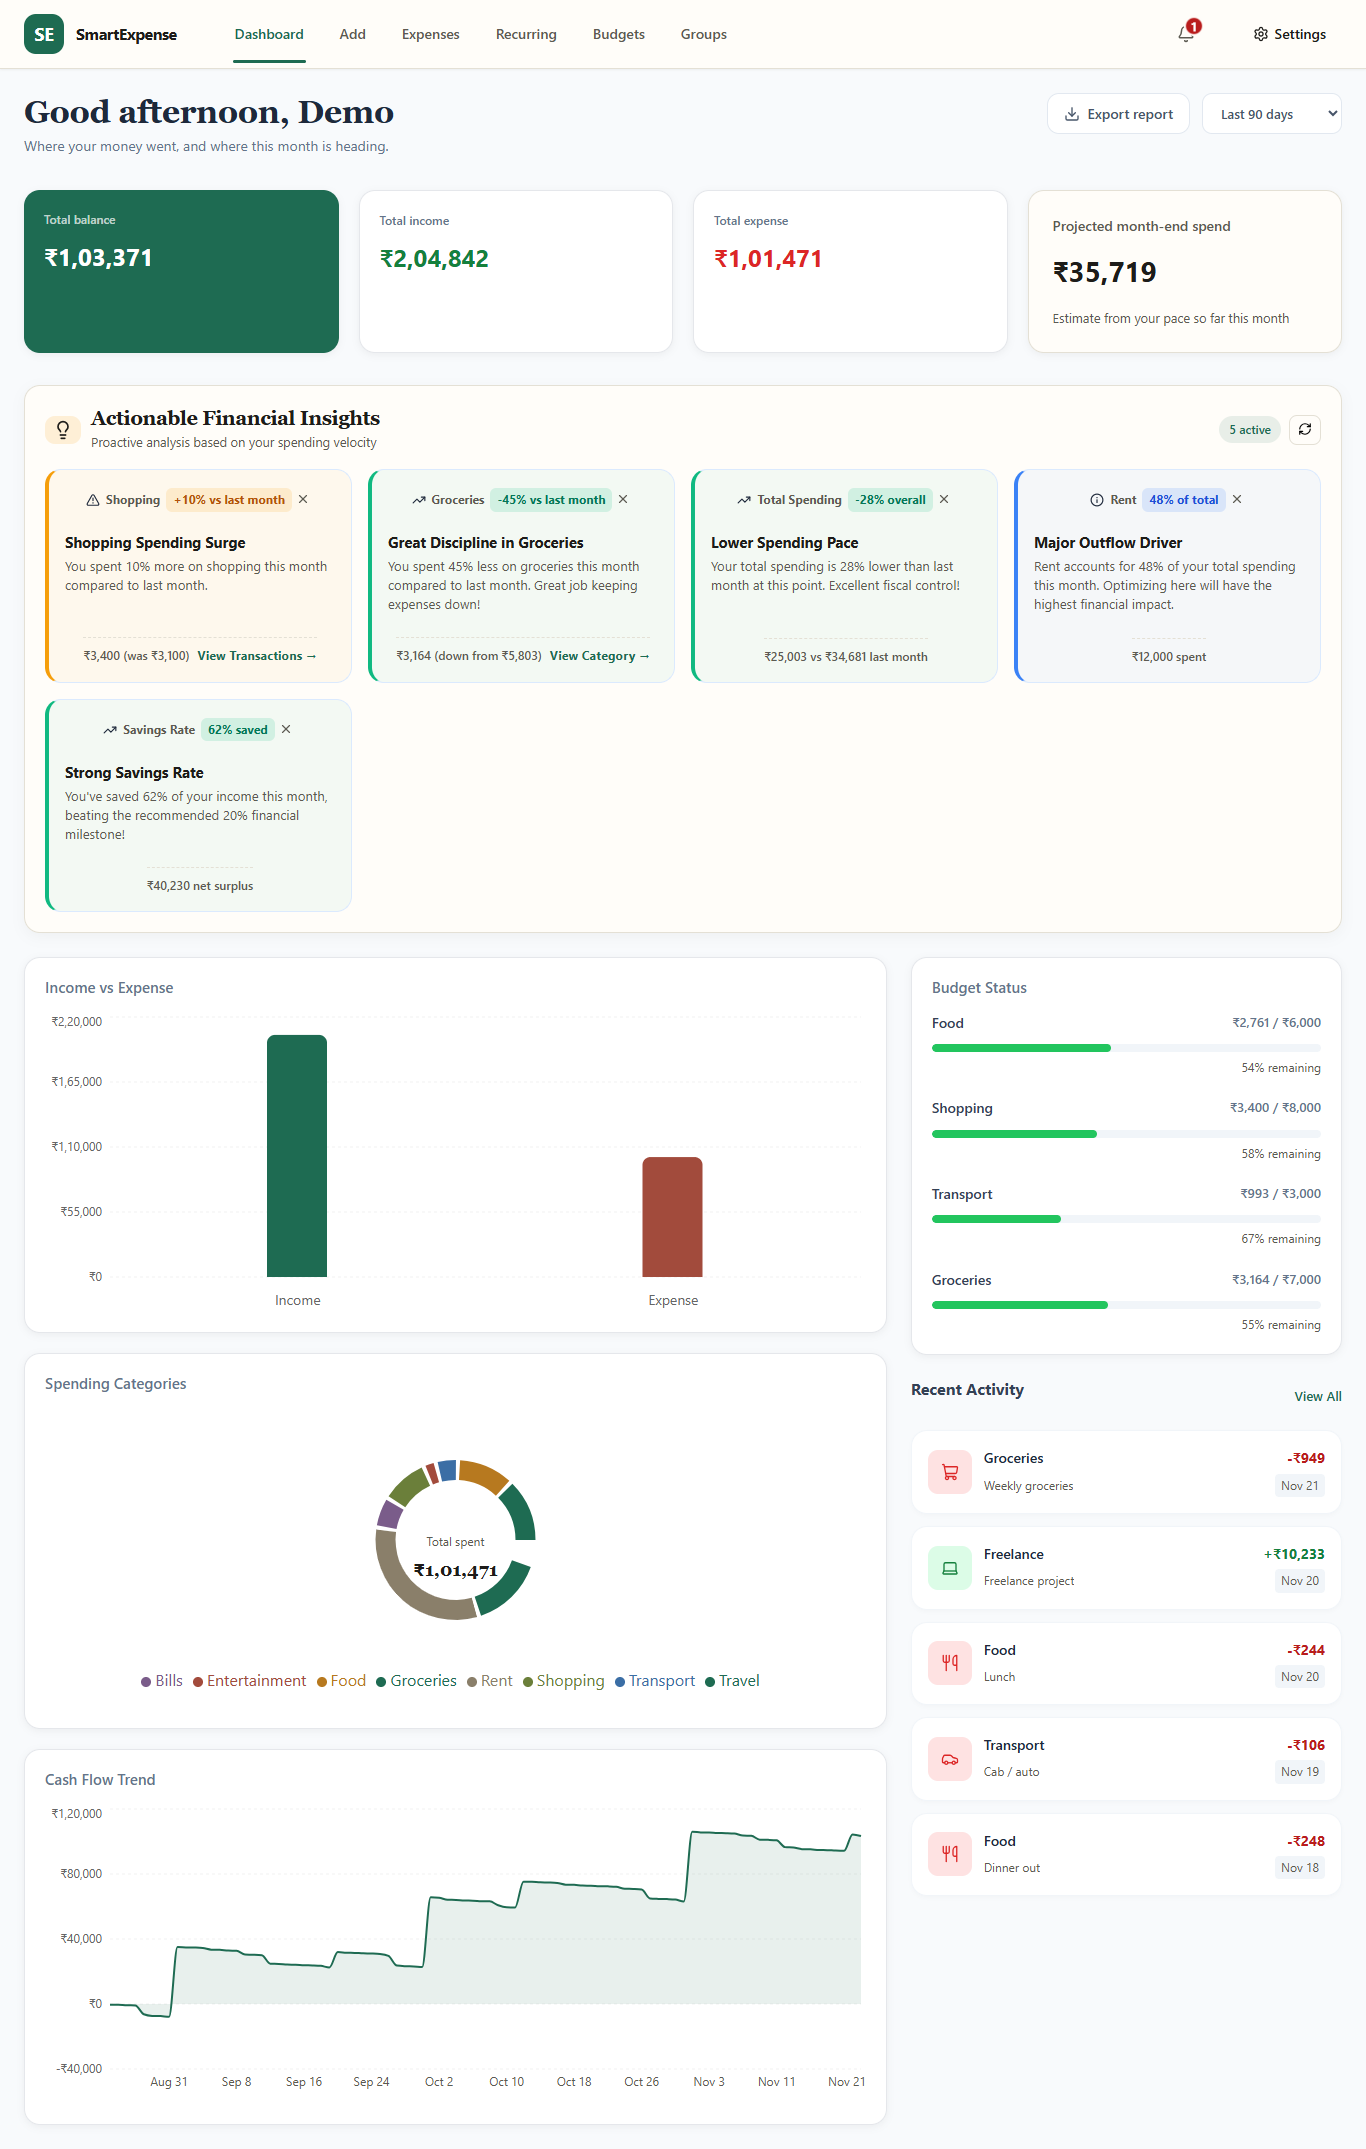 SE SmartExpense Dashboard Add Expenses Recurring Budgets Groups 1 Settings
Good afternoon, Demo
Where your money went, and where this month is heading.
Export report Last 90 days
Total balance
₹1,03,371
Total income
₹2,04,842
Total expense
₹1,01,471
Projected month-end spend
₹35,719
Estimate from your pace so far this month
Actionable Financial Insights
Proactive analysis based on your spending velocity
5 active
Shopping +10% vs last month
Shopping Spending Surge
You spent 10% more on shopping this month
compared to last month.
₹3,400 (was ₹3,100) View Transactions →
Groceries -45% vs last month
Great Discipline in Groceries
You spent 45% less on groceries this month
compared to last month. Great job keeping
expenses down!
₹3,164 (down from ₹5,803) View Category →
Total Spending -28% overall
Lower Spending Pace
Your total spending is 28% lower than last
month at this point. Excellent fiscal control!
₹25,003 vs ₹34,681 last month
Rent 48% of total
Major Outflow Driver
Rent accounts for 48% of your total spending
this month. Optimizing here will have the
highest financial impact.
₹12,000 spent
Savings Rate 62% saved
Strong Savings Rate
You've saved 62% of your income this month,
beating the recommended 20% financial
milestone!
₹40,230 net surplus
Income vs Expense
₹2,20,000
₹1,65,000
₹1,10,000
₹55,000
₹0
Income Expense
Budget Status
Food ₹2,761 / ₹6,000
54% remaining
Shopping ₹3,400 / ₹8,000
58% remaining
Transport ₹993 / ₹3,000
67% remaining
Groceries ₹3,164 / ₹7,000
55% remaining
Spending Categories
Total spent
₹1,01,471
Bills Entertainment Food Groceries Rent Shopping Transport Travel
Recent Activity View All
Groceries -₹949
Weekly groceries Nov 21
Freelance +₹10,233
Freelance project Nov 20
Food -₹244
Lunch Nov 20
Transport -₹106
Cab / auto Nov 19
Food -₹248
Dinner out Nov 18
Cash Flow Trend
₹1,20,000
₹80,000
₹40,000
₹0
-₹40,000
Aug 31 Sep 8 Sep 16 Sep 24 Oct 2 Oct 10 Oct 18 Oct 26 Nov 3 Nov 11 Nov 21